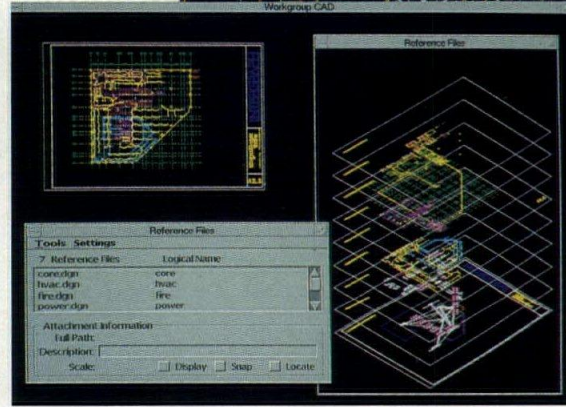 Workgroup CAD
Reference Files
Reference Files
Tools Settings
7 Reference Files Logical Name
core.dgn core
hvac.dgn hvac
fire.dgn fire
power.dgn power
Attachment Information
Full Path:
Description:
Scale: Display Snap Locate